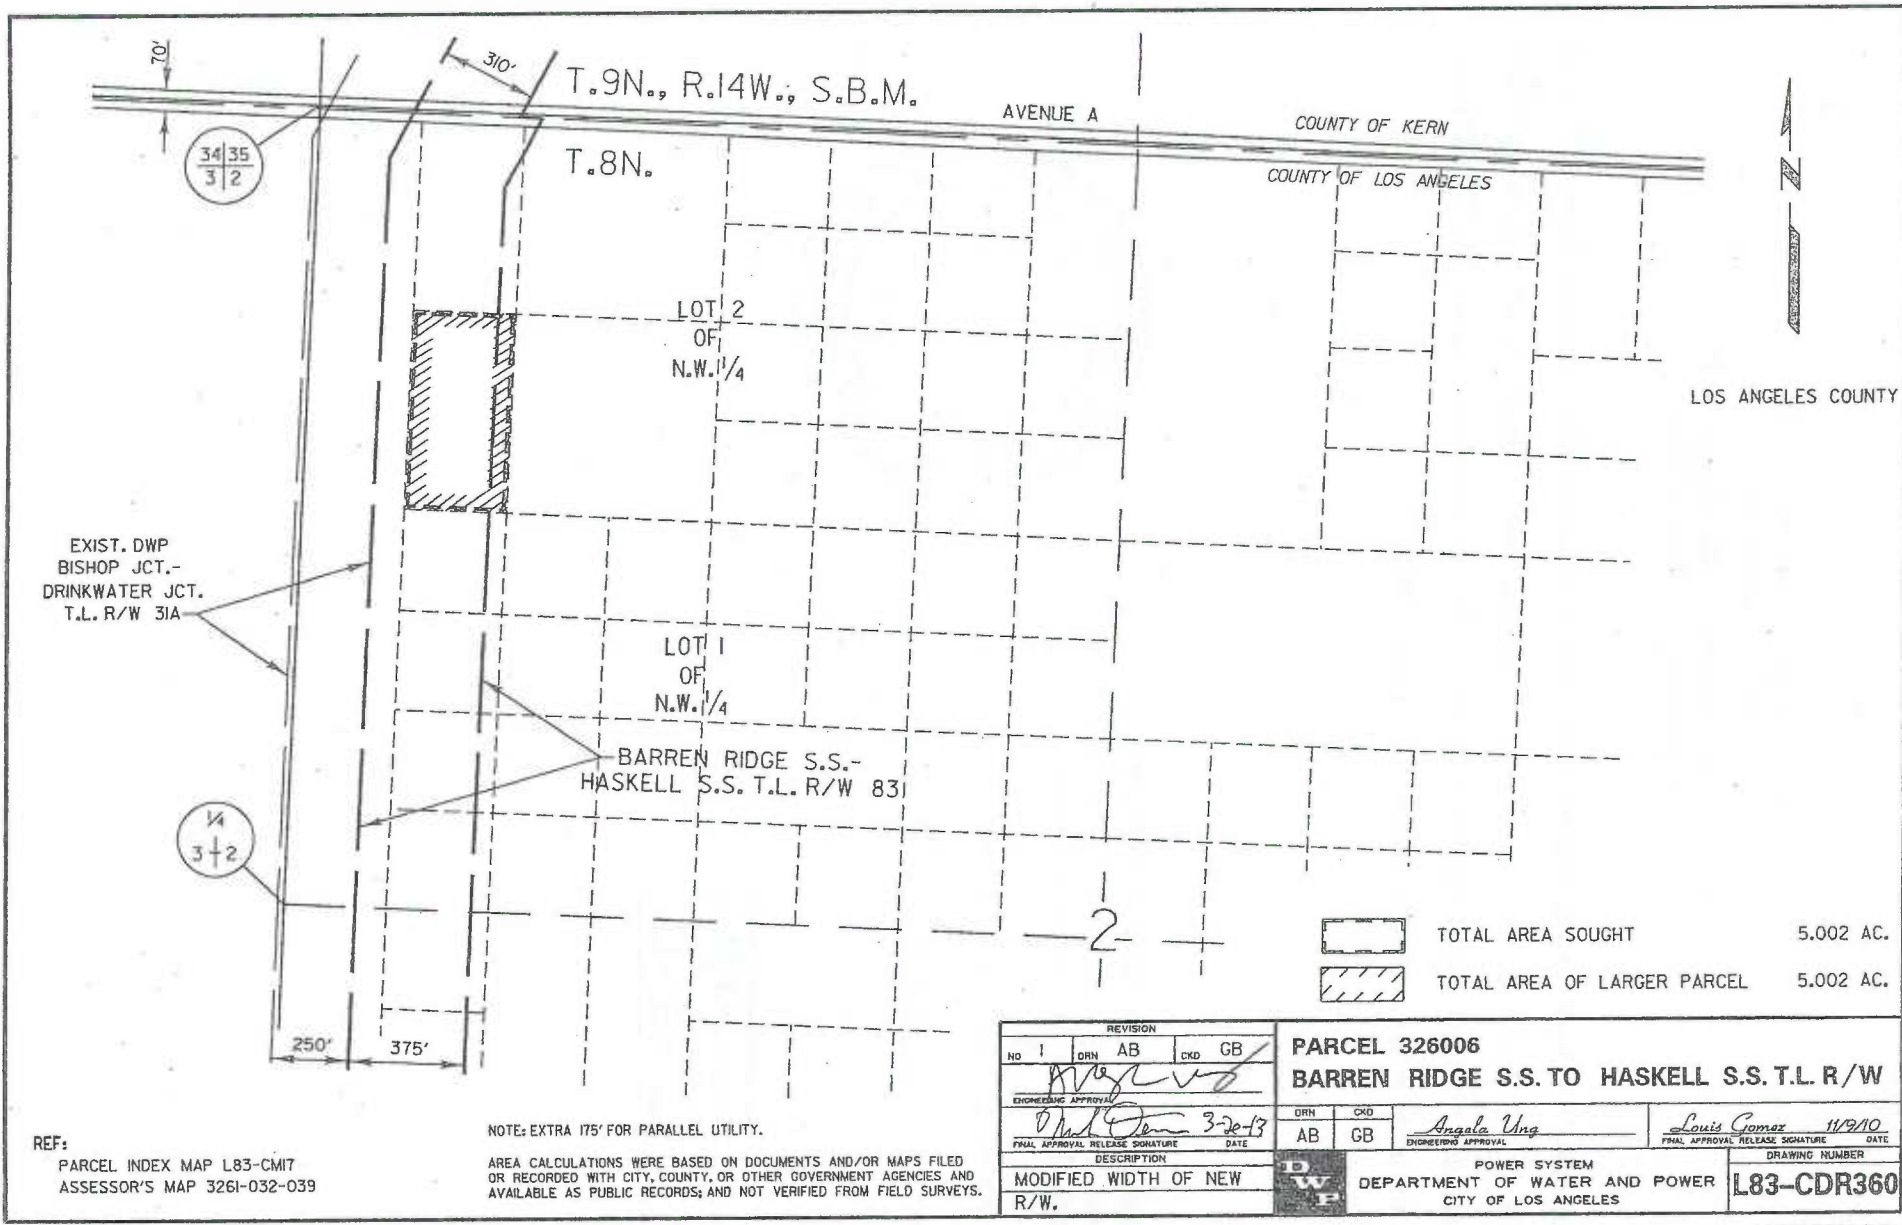 70'
310'
T.9N., R.14W., S.B.M.
AVENUE A
COUNTY OF KERN
34 35
3 2
T.8N.
COUNTY OF LOS ANGELES
N
LOT 2
OF
N.W. 1/4
LOS ANGELES COUNTY
EXIST. DWP
BISHOP JCT.-
DRINKWATER JCT.
T.L. R/W 31A
LOT 1
OF
N.W. 1/4
BARREN RIDGE S.S.-
HASKELL S.S. T.L. R/W 83
1/4
3 2
2
TOTAL AREA SOUGHT 5.002 AC.
TOTAL AREA OF LARGER PARCEL 5.002 AC.
250'
375'
REF:
PARCEL INDEX MAP L83-CMI7
ASSESSOR'S MAP 3261-032-039
NOTE: EXTRA 175' FOR PARALLEL UTILITY.
AREA CALCULATIONS WERE BASED ON DOCUMENTS AND/OR MAPS FILED
OR RECORDED WITH CITY, COUNTY, OR OTHER GOVERNMENT AGENCIES AND
AVAILABLE AS PUBLIC RECORDS; AND NOT VERIFIED FROM FIELD SURVEYS.
REVISION
NO 1 DRN AB CKD GB
ENGINEERING APPROVAL
FINAL APPROVAL RELEASE SIGNATURE DATE
DESCRIPTION
MODIFIED WIDTH OF NEW
R/W.
PARCEL 326006
BARREN RIDGE S.S. TO HASKELL S.S. T.L. R/W
DRN CKD
AB GB
Angela Ung
ENGINEERING APPROVAL
Louis Gomez 11/9/10
FINAL APPROVAL RELEASE SIGNATURE DATE
DWP
POWER SYSTEM
DEPARTMENT OF WATER AND POWER
CITY OF LOS ANGELES
DRAWING NUMBER
L83-CDR360